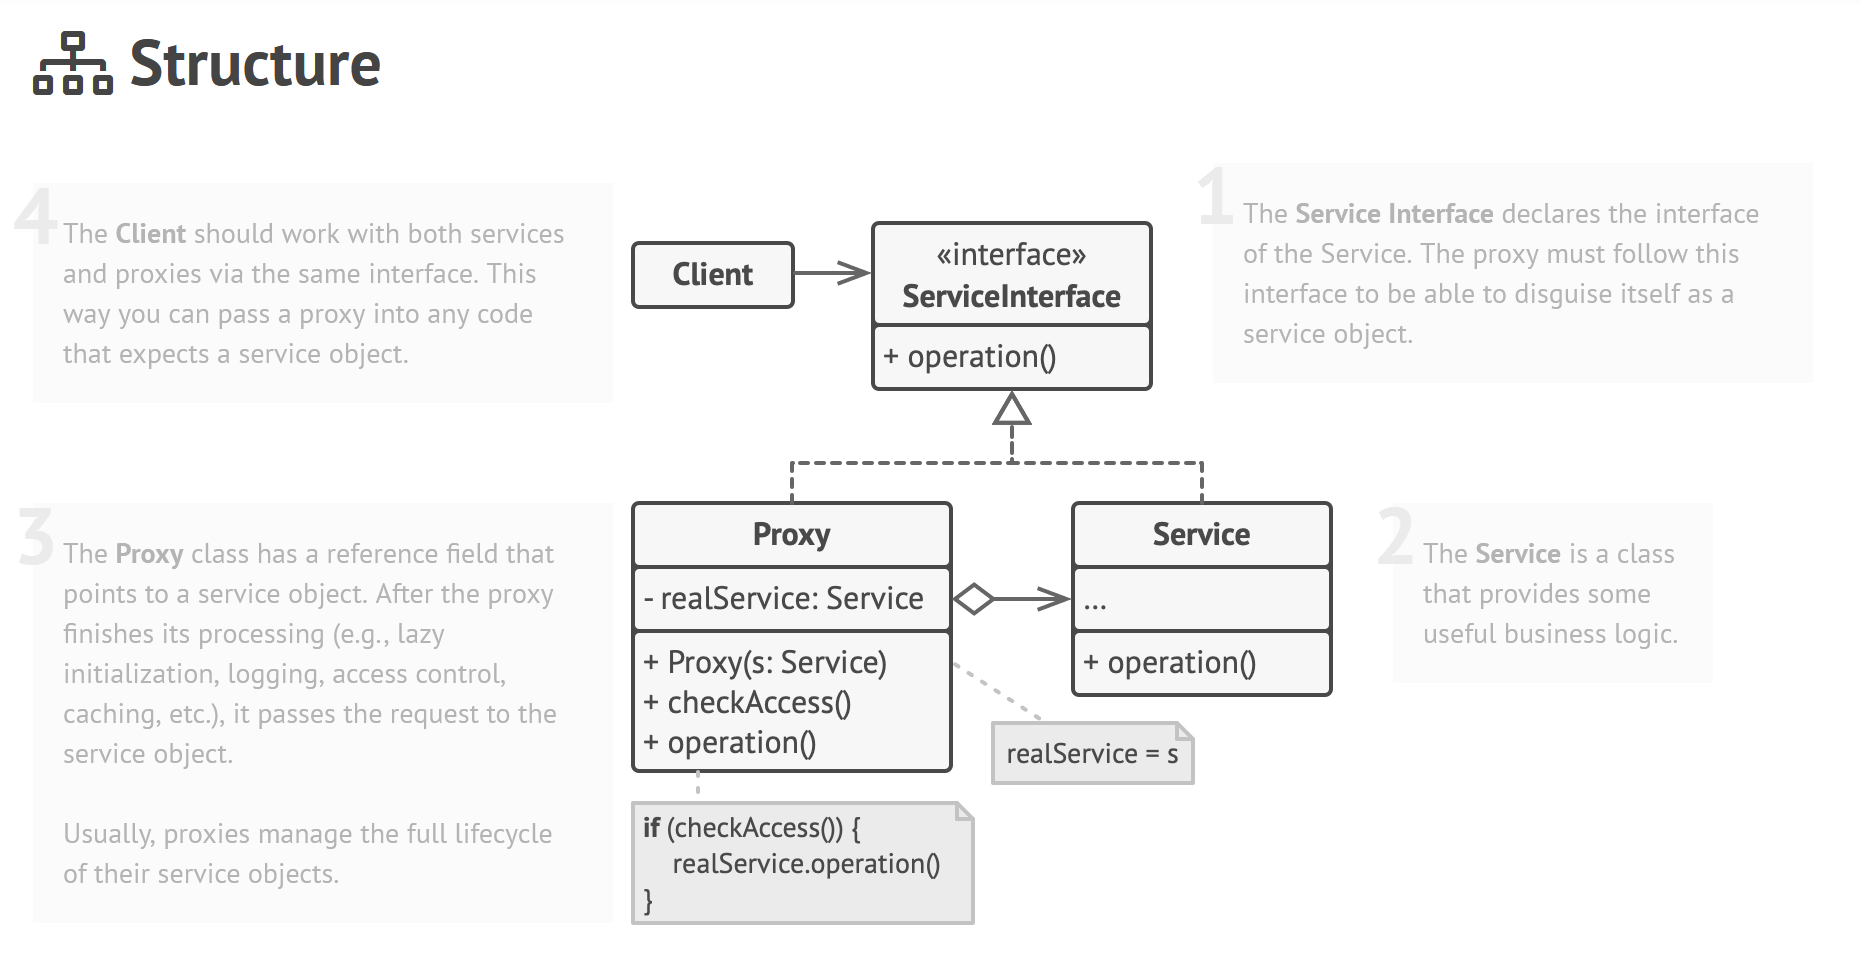 Structure
4
The Client should work with both services
and proxies via the same interface. This
way you can pass a proxy into any code
that expects a service object.
Client
«interface»
ServiceInterface
+ operation()
1
The Service Interface declares the interface
of the Service. The proxy must follow this
interface to be able to disguise itself as a
service object.
3
The Proxy class has a reference field that
points to a service object. After the proxy
finishes its processing (e.g., lazy
initialization, logging, access control,
caching, etc.), it passes the request to the
service object.
Usually, proxies manage the full lifecycle
of their service objects.
Proxy
- realService: Service
+ Proxy(s: Service)
+ checkAccess()
+ operation()
Service
...
+ operation()
2
The Service is a class
that provides some
useful business logic.
realService = s
if (checkAccess()) {
realService.operation()
}